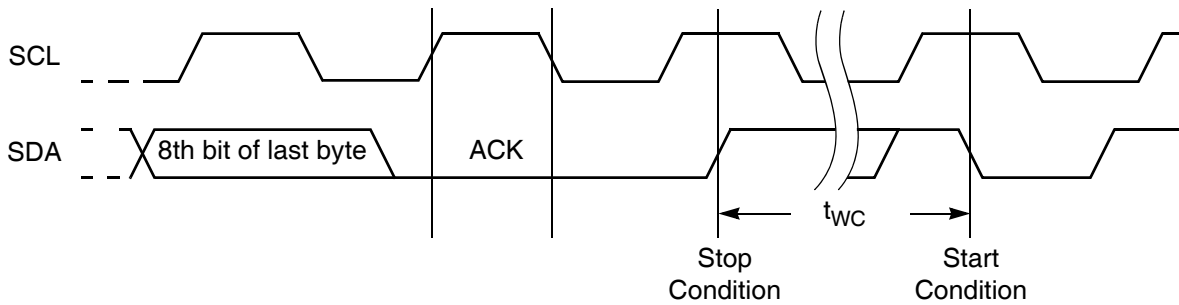 SCL
SDA
8th bit of last byte
ACK
tWC
Stop
Condition
Start
Condition